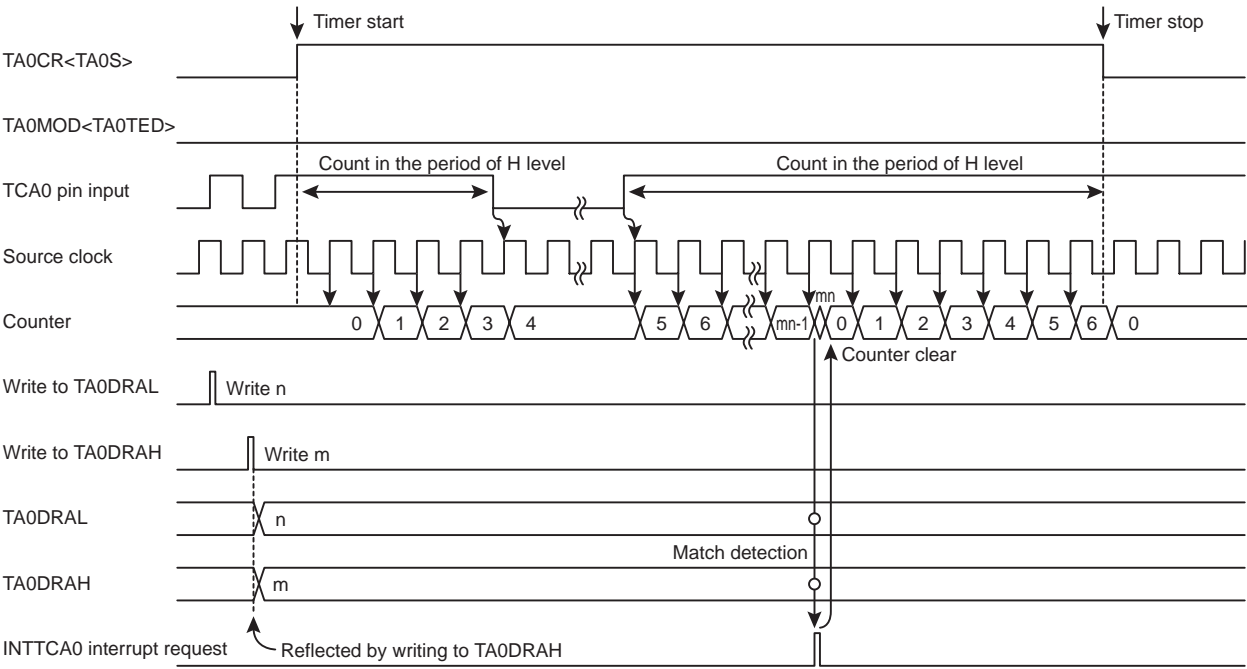 Timer start
Timer stop
TA0CR<TA0S>
TA0MOD<TA0TED>
Count in the period of H level
Count in the period of H level
TCA0 pin input
Source clock
mn
Counter 0 1 2 3 4 5 6 mn-1 0 1 2 3 4 5 6 0
Counter clear
Write to TA0DRAL Write n
Write to TA0DRAH Write m
TA0DRAL n
Match detection
TA0DRAH m
INTTCA0 interrupt request Reflected by writing to TA0DRAH